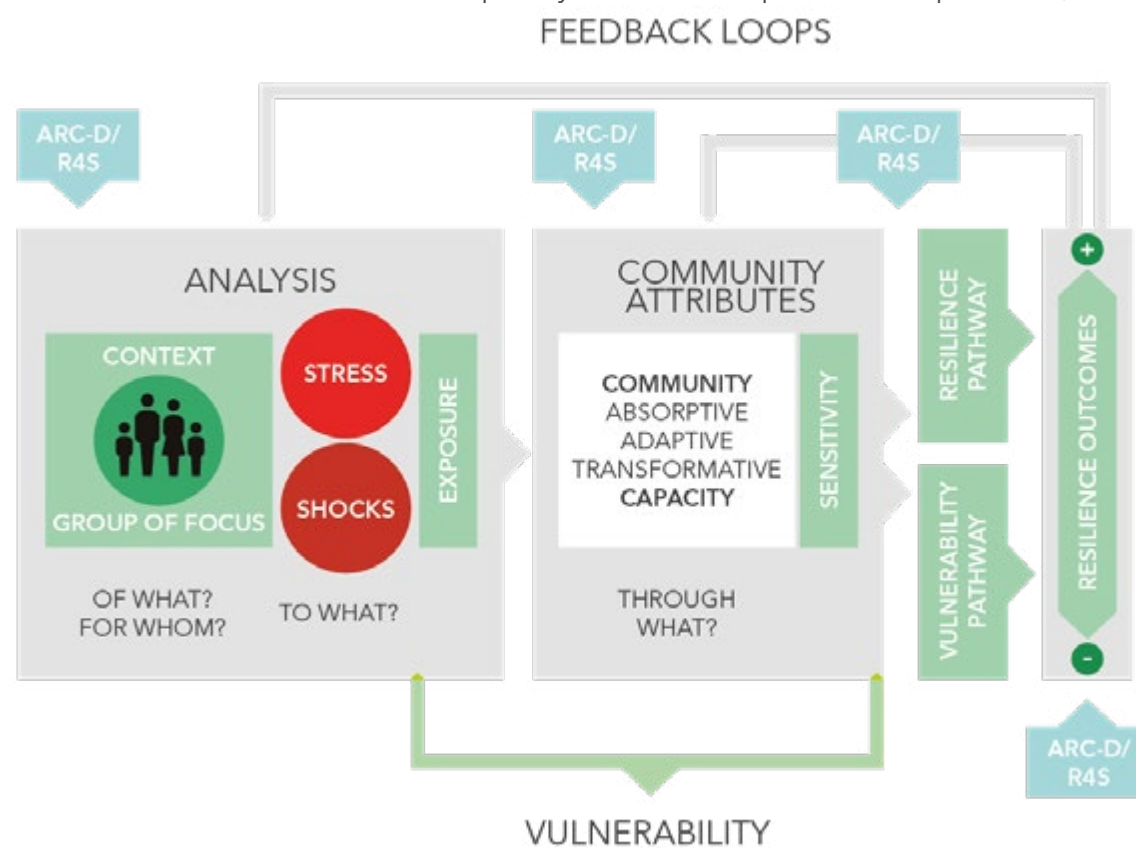 FEEDBACK LOOPS
ARC-D/
R4S
ARC-D/
R4S
ARC-D/
R4S
ANALYSIS
CONTEXT
GROUP OF FOCUS
STRESS
SHOCKS
EXPOSURE
OF WHAT?
FOR WHOM?
TO WHAT?
COMMUNITY
ATTRIBUTES
COMMUNITY
ABSORPTIVE
ADAPTIVE
TRANSFORMATIVE
CAPACITY
SENSITIVITY
THROUGH
WHAT?
RESILIENCE
PATHWAY
VULNERABILITY
PATHWAY
+
RESILIENCE OUTCOMES
-
ARC-D/
R4S
VULNERABILITY